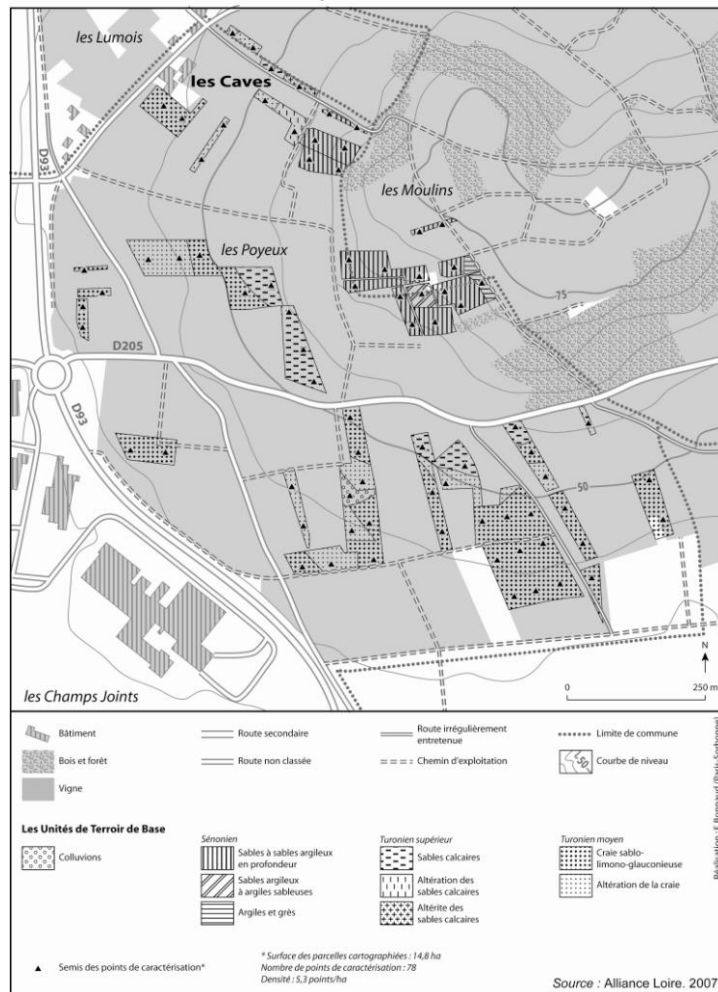 les Lumois
les Caves
D93
les Moulins
les Poyeux
75
D205
D93
50
N
les Champs Joints
0 250 m
Bâtiment
Route secondaire
Route irrégulièrement
entretenue
Limite de commune
Bois et forêt
Route non classée
Chemin d'exploitation
50
Courbe de niveau
Vigne
Les Unités de Terroir de Base
Colluvions
Sénonien
Sables à sables argileux
en profondeur
Sables argileux
à argiles sableuses
Argiles et grès
Turonien supérieur
Sables calcaires
Altération des
sables calcaires
Altérite des
sables calcaires
Turonien moyen
Craie sablo-
limono-glauconieuse
Altération de la craie
Semis des points de caractérisation*
* Surface des parcelles cartographiées : 14,8 ha
Nombre de points de caractérisation : 78
Densité : 5,3 points/ha
Source : Alliance Loire. 2007